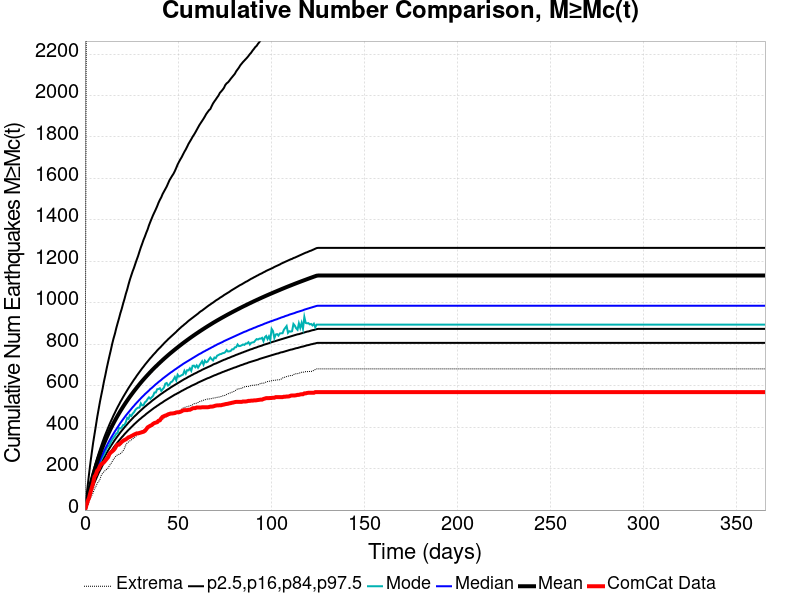 Cumulative Number Comparison, M≥Mc(t)
Cumulative Num Earthquakes M≥Mc(t)
2200
2000
1800
1600
1400
1200
1000
800
600
400
200
0
0 50 100 150 200 250 300 350
Time (days)
Extrema p2.5,p16,p84,p97.5 Mode Median Mean ComCat Data